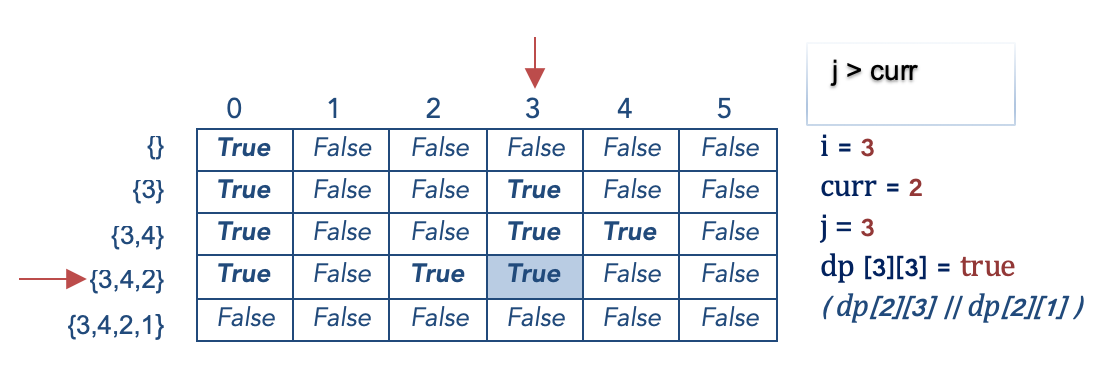 j > curr
0 1 2 3 4 5
{} True False False False False False
{3} True False False True False False
{3,4} True False False True True False
{3,4,2} True False True True False False
{3,4,2,1} False False False False False False
i = 3
curr = 2
j = 3
dp [3][3] = true
( dp[2][3] // dp[2][1] )